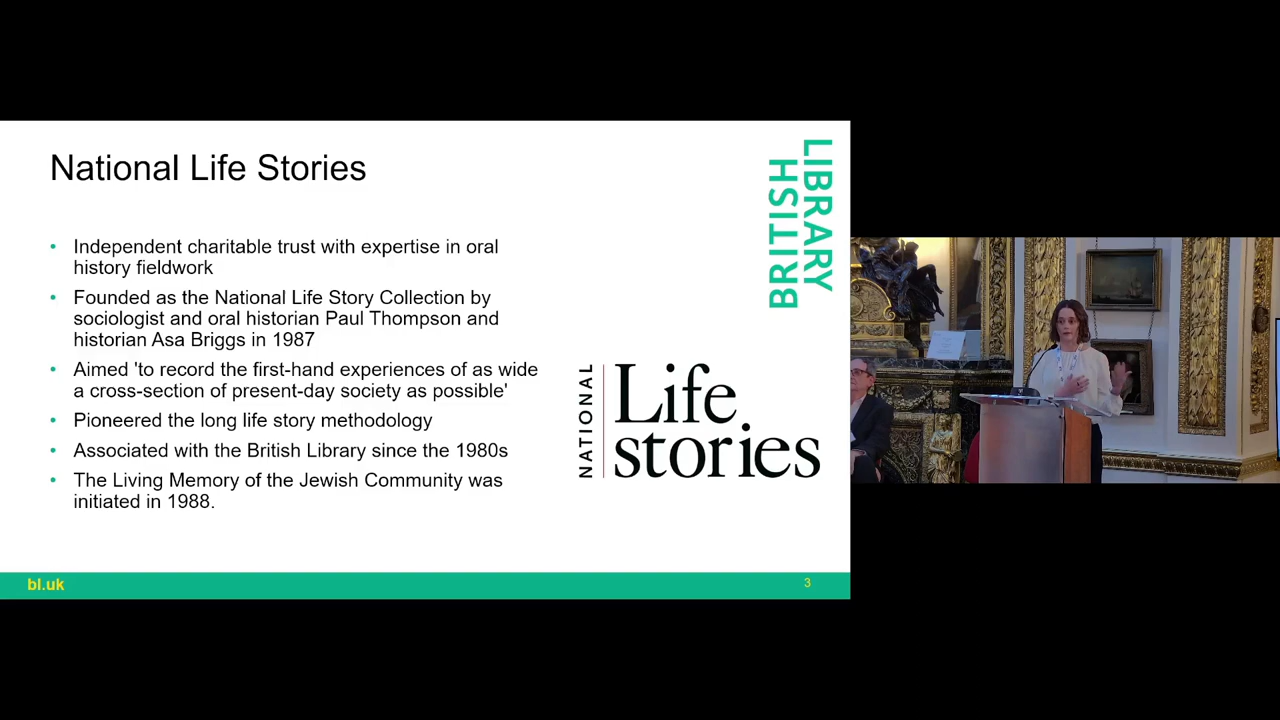 National Life Stories
BRITISH
LIBRARY
• Independent charitable trust with expertise in oral
history fieldwork
• Founded as the National Life Story Collection by
sociologist and oral historian Paul Thompson and
historian Asa Briggs in 1987
• Aimed 'to record the first-hand experiences of as wide
a cross-section of present-day society as possible'
• Pioneered the long life story methodology
• Associated with the British Library since the 1980s
• The Living Memory of the Jewish Community was
initiated in 1988.
NATIONAL
Life
stories
bl.uk
3